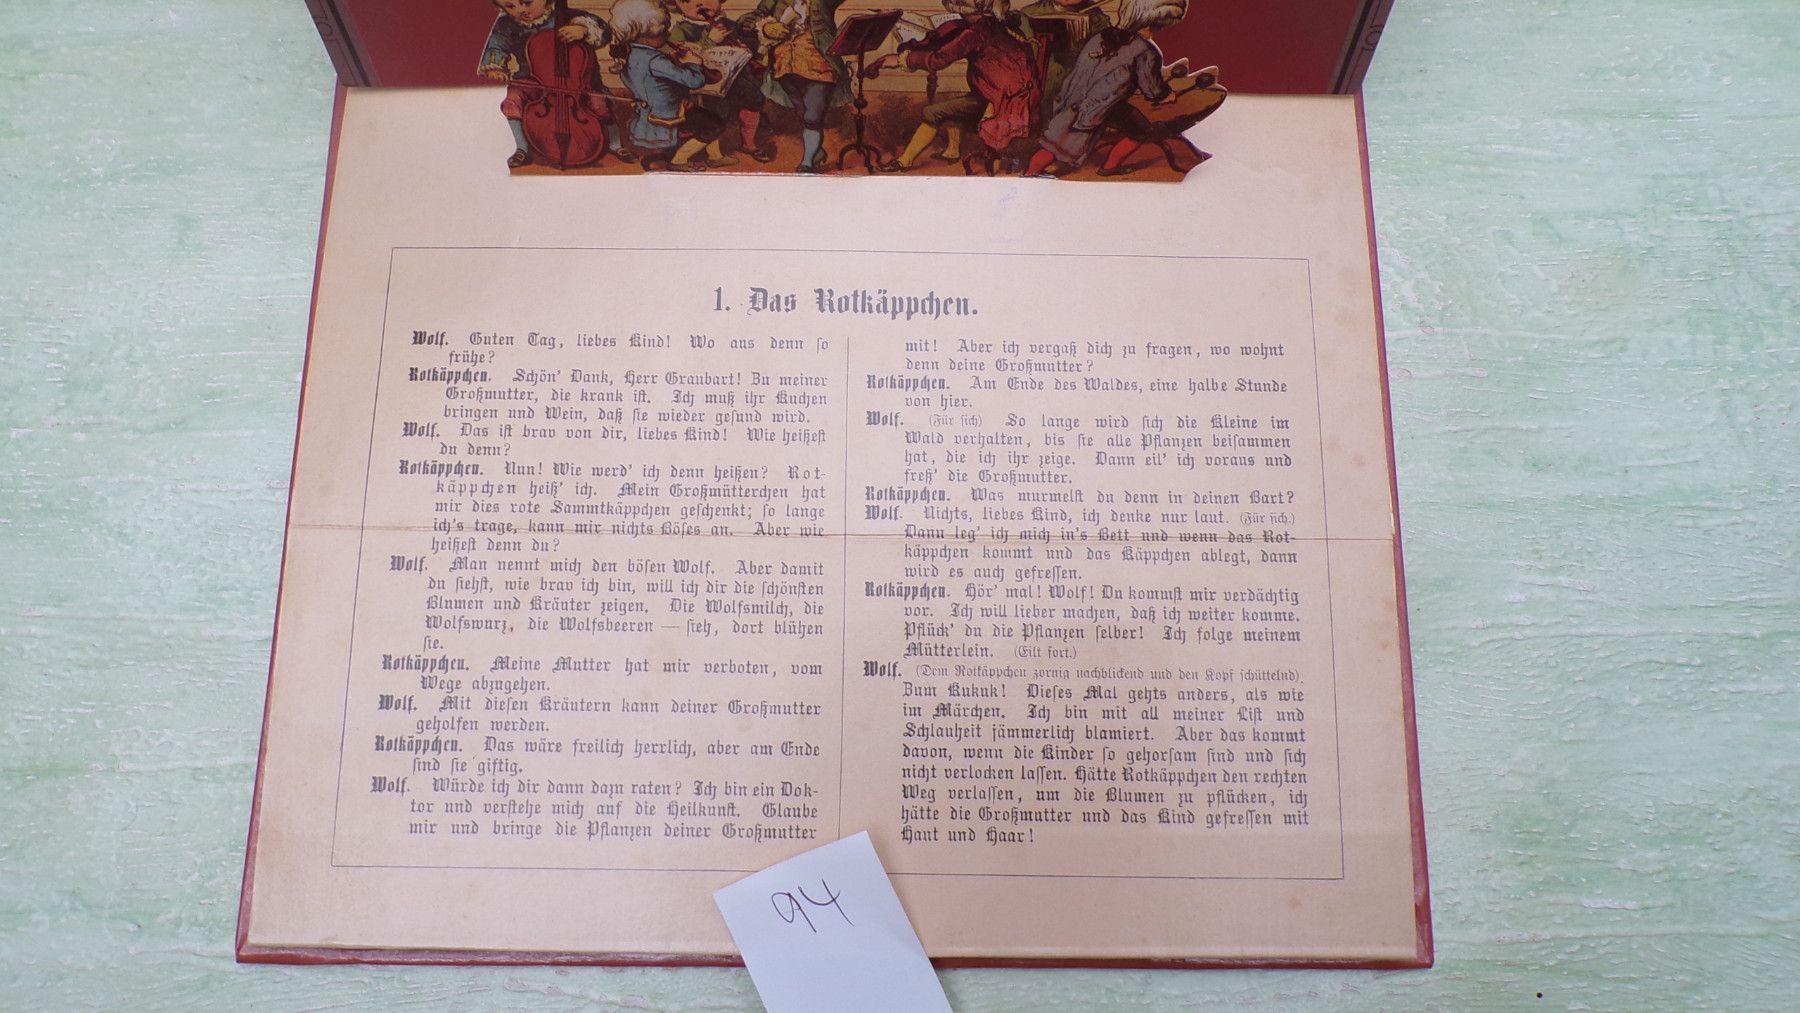 1. Das Rotkäppchen.
Wolf. Guten Tag, liebes Kind! Wo aus denn so
frühe?
Rotkäppchen. Schön' Dank, Herr Graubart! Zu meiner
Großmutter, die krank ist. Ich muß ihr Kuchen
bringen und Wein, daß sie wieder gesund wird.
Wolf. Das ist brav von dir, liebes Kind! Wie heißest
du denn?
Rotkäppchen. Nun! Wie werd' ich denn heißen? Rot-
käppchen heiß' ich. Mein Großmütterchen hat
mir dies rote Sammtkäppchen geschenkt; so lange
ich's trage, kann mir nichts Böses an. Aber wie
heißest denn du?
Wolf. Man nennt mich den bösen Wolf. Aber damit
du siehst, wie brav ich bin, will ich dir die schönsten
Blumen und Kräuter zeigen. Die Wolfsmilch, die
Wolfswurz, die Wolfsbeeren — sieh, dort blühen
sie.
Rotkäppchen. Meine Mutter hat mir verboten, vom
Wege abzugehen.
Wolf. Mit diesen Kräutern kann deiner Großmutter
geholfen werden.
Rotkäppchen. Das wäre freilich herrlich, aber am Ende
sind sie giftig.
Wolf. Würde ich dir dann dazu raten? Ich bin ein Dok-
tor und verstehe mich auf die Heilkunst. Glaube
mir und bringe die Pflanzen deiner Großmutter
mit! Aber ich vergaß dich zu fragen, wo wohnt
denn deine Großmutter?
Rotkäppchen. Am Ende des Waldes, eine halbe Stunde
von hier.
Wolf. (Für sich) So lange wird sich die Kleine im
Wald verhalten, bis sie alle Pflanzen beisammen
hat, die ich ihr zeige. Dann eil' ich voraus und
freß' die Großmutter.
Rotkäppchen. Was murmelst du denn in deinen Bart?
Wolf. Nichts, liebes Kind, ich denke nur laut. (Für sich.)
Dann leg' ich mich in's Bett und wenn das Rot-
käppchen kommt und das Käppchen ablegt, dann
wird es auch gefressen.
Rotkäppchen. Hör' mal! Wolf! Du kommst mir verdächtig
vor. Ich will lieber machen, daß ich weiter komme.
Pflück' du die Pflanzen selber! Ich folge meinem
Mütterlein. (Eilt fort.)
Wolf. (Dem Rotkäppchen zornig nachblickend und den Kopf schüttelnd).
Zum Kukuk! Dieses Mal gehts anders, als wie
im Märchen. Ich bin mit all meiner List und
Schlauheit jämmerlich blamiert. Aber das kommt
davon, wenn die Kinder so gehorsam sind und sich
nicht verlocken lassen. Hätte Rotkäppchen den rechten
Weg verlassen, um die Blumen zu pflücken, ich
hätte die Großmutter und das Kind gefressen mit
Haut und Haar!
94